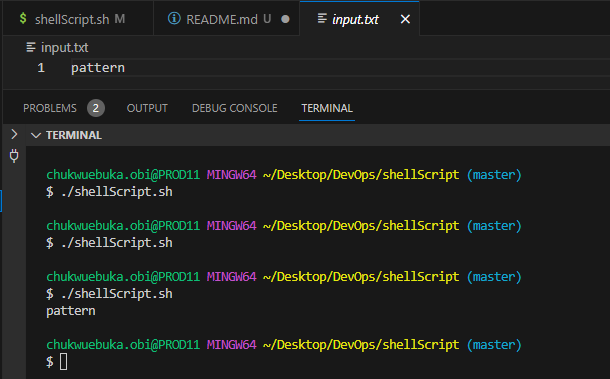 $ shellScript.sh M README.md U input.txt
input.txt
1 pattern
PROBLEMS 2 OUTPUT DEBUG CONSOLE TERMINAL
TERMINAL
chukwuebuka.obi@PROD11 MINGW64 ~/Desktop/DevOps/shellScript (master)
$ ./shellScript.sh
chukwuebuka.obi@PROD11 MINGW64 ~/Desktop/DevOps/shellScript (master)
$ ./shellScript.sh
chukwuebuka.obi@PROD11 MINGW64 ~/Desktop/DevOps/shellScript (master)
$ ./shellScript.sh
pattern
chukwuebuka.obi@PROD11 MINGW64 ~/Desktop/DevOps/shellScript (master)
$